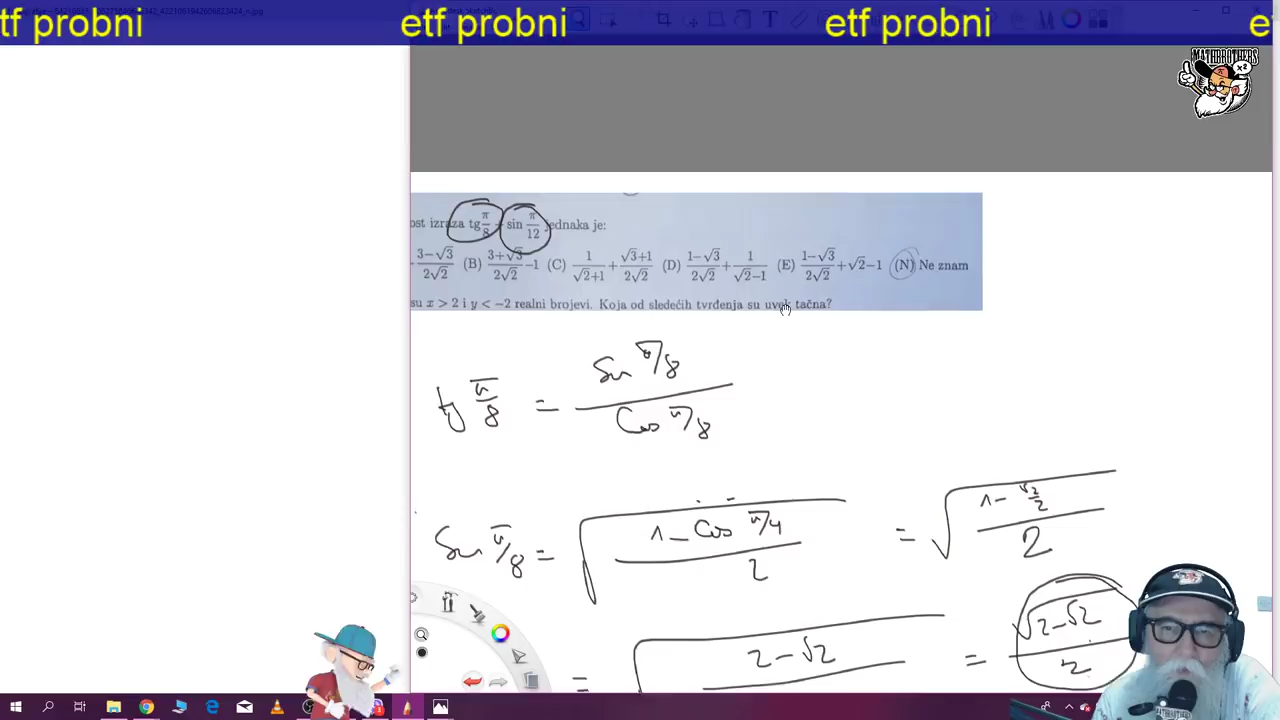 etf probni etf probni etf probni
MATHBROTHERS
x²
ost izraza tg π/8 sin π/12 jednaka je:
3−√3/2√2 (B) 3+√3/2√2 −1 (C) 1/√2+1 + √3+1/2√2 (D) 1−√3/2√2 + 1/√2−1 (E) 1−√3/2√2 +√2−1 (N) Ne znam
su x > 2 i y < −2 realni brojevi. Koja od sledećih tvrđenja su uvek tačna?
tg π/8 = sin π/8 / Cos π/8
Sin π/8 = √(1 − Cos π/4 / 2) = √(1 − √2/2 / 2)
= √(2 − √2 = √2−√2 / 2